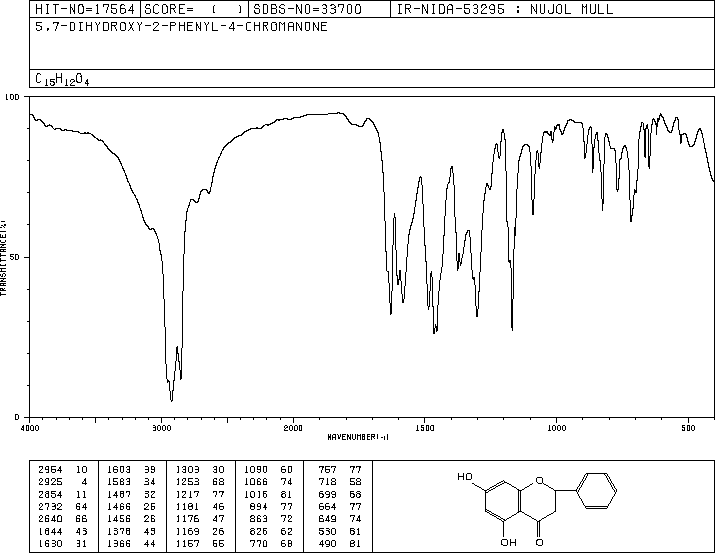 HIT-NO=17564 SCORE= ( ) SDBS-NO=33700 IR-NIDA-53295 : NUJOL MULL
5,7-DIHYDROXY-2-PHENYL-4-CHROMANONE
C15H12O4
100
50
0
TRANSMITTANCE(%)
4000 3000 2000 1500 1000 500
WAVENUMBER(-1)
2954 10 1603 39 1303 30 1090 60 757 77
2925 4 1583 34 1253 68 1066 74 718 58
2854 11 1487 32 1217 77 1016 81 699 68
2732 64 1466 26 1181 46 894 77 664 77
2640 66 1456 26 1176 47 863 72 649 74
1644 43 1378 49 1169 26 826 62 530 81
1630 31 1366 44 1157 55 770 68 490 81
HO O
OH O